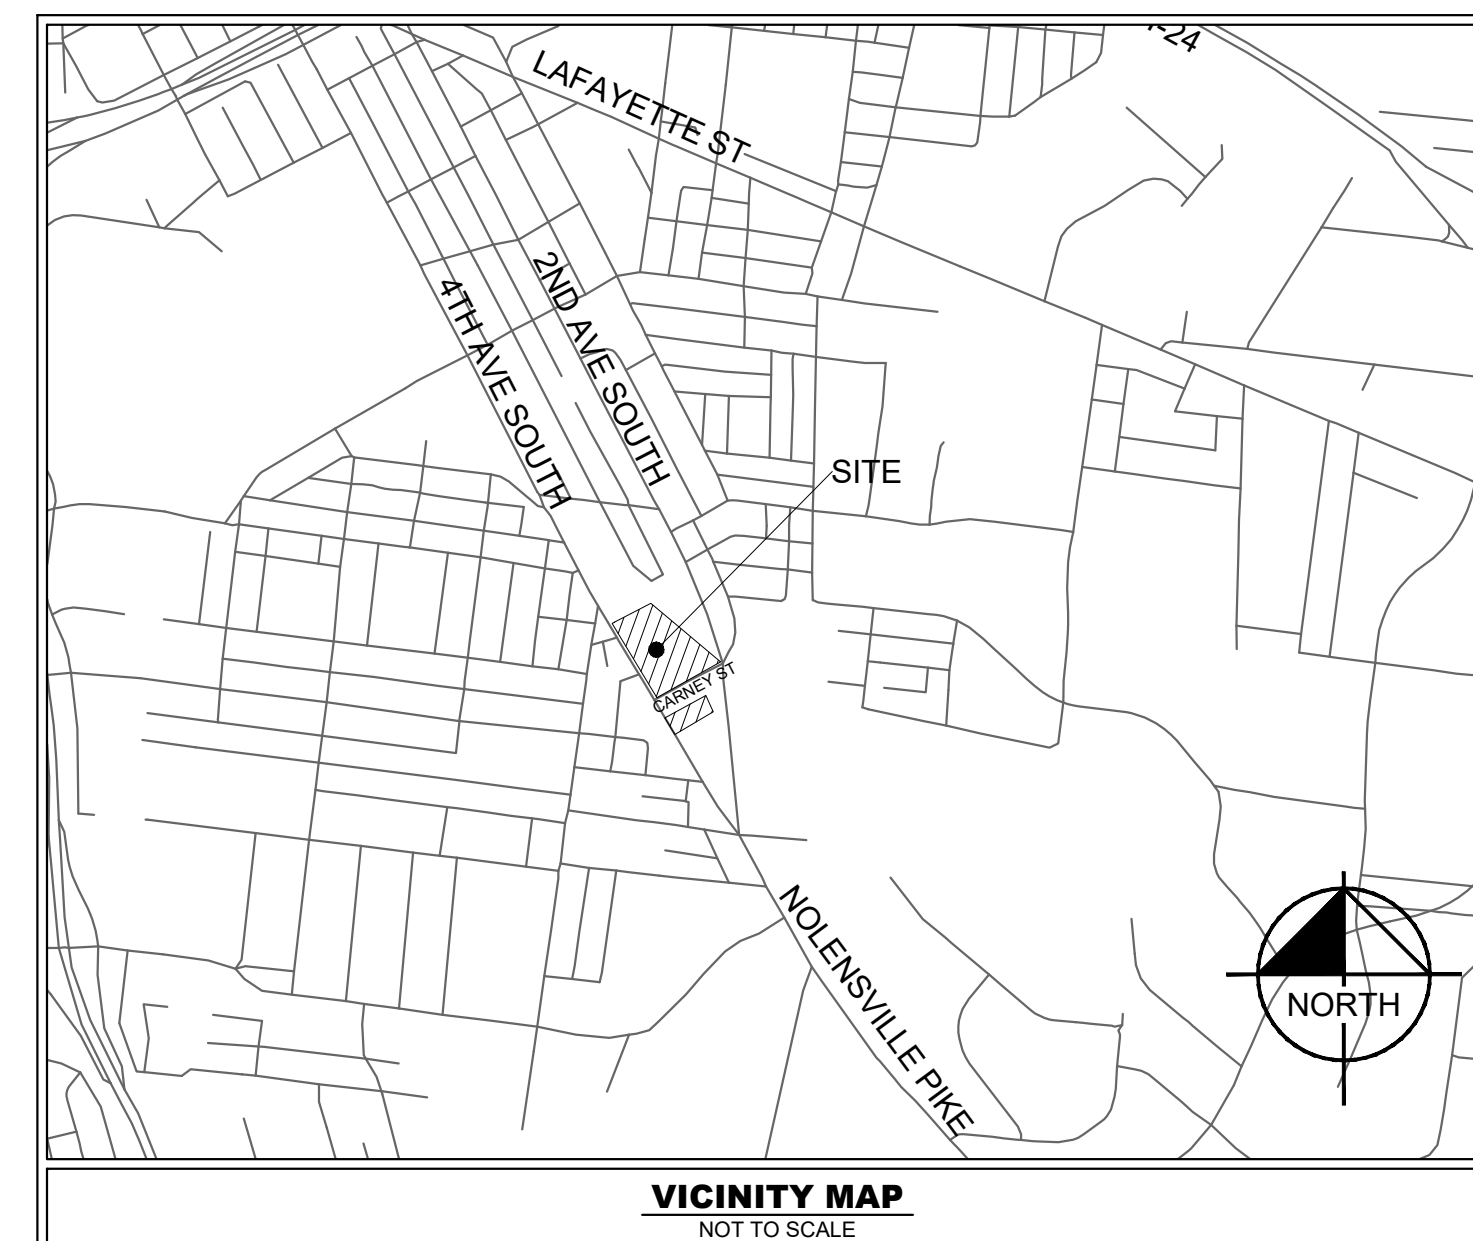 I-24
LAFAYETTE ST
2ND AVE SOUTH
4TH AVE SOUTH
SITE
CARNEY ST
NOLENSVILLE PIKE
NORTH
VICINITY MAP
NOT TO SCALE